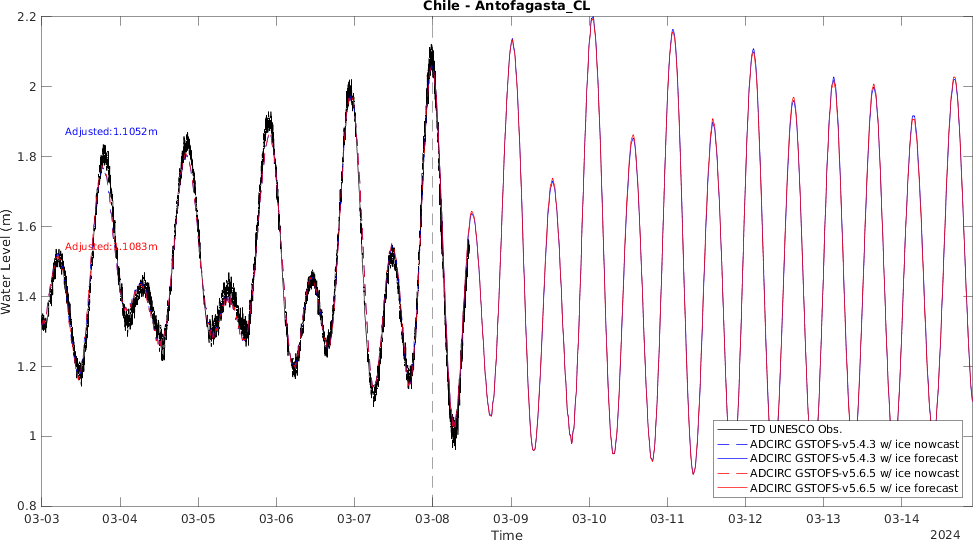 Chile - Antofagasta_CL
2.2
2
1.8
1.6
1.4
1.2
1
0.8
Water Level (m)
Adjusted:1.1052m
Adjusted:1.1083m
TD UNESCO Obs.
ADCIRC GSTOFS-v5.4.3 w/ ice nowcast
ADCIRC GSTOFS-v5.4.3 w/ ice forecast
ADCIRC GSTOFS-v5.6.5 w/ ice nowcast
ADCIRC GSTOFS-v5.6.5 w/ ice forecast
03-03 03-04 03-05 03-06 03-07 03-08 03-09 03-10 03-11 03-12 03-13 03-14
Time
2024